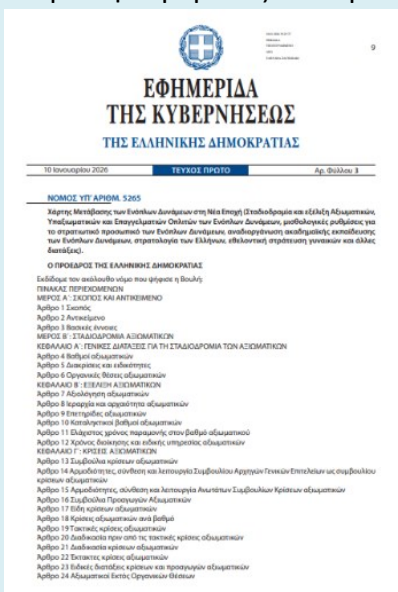 9
ΕΦΗΜΕΡΙΔΑ
ΤΗΣ ΚΥΒΕΡΝΗΣΕΩΣ
ΤΗΣ ΕΛΛΗΝΙΚΗΣ ΔΗΜΟΚΡΑΤΙΑΣ
10 Ιανουαρίου 2026 ΤΕΥΧΟΣ ΠΡΩΤΟ Αρ. Φύλλου 3
ΝΟΜΟΣ ΥΠ’ ΑΡΙΘΜ. 5265
Χάρτης Μετάβασης των Ενόπλων Δυνάμεων στη Νέα Εποχή (Σταδιοδρομία και εξέλιξη Αξιωματικών,
Υπαξιωματικών και Επαγγελματιών Οπλιτών των Ενόπλων Δυνάμεων, μισθολογικές ρυθμίσεις για
το στρατιωτικό προσωπικό των Ενόπλων Δυνάμεων, αναδιοργάνωση ακαδημαϊκής εκπαίδευσης
των Ενόπλων Δυνάμεων, στρατολογία των Ελλήνων, εθελοντική στράτευση γυναικών και άλλες
διατάξεις).
Ο ΠΡΟΕΔΡΟΣ ΤΗΣ ΕΛΛΗΝΙΚΗΣ ΔΗΜΟΚΡΑΤΙΑΣ
Εκδίδομε τον ακόλουθο νόμο που ψήφισε η Βουλή:
ΠΙΝΑΚΑΣ ΠΕΡΙΕΧΟΜΕΝΩΝ
ΜΕΡΟΣ Α΄: ΣΚΟΠΟΣ ΚΑΙ ΑΝΤΙΚΕΙΜΕΝΟ
Άρθρο 1 Σκοπός
Άρθρο 2 Αντικείμενο
Άρθρο 3 Βασικές έννοιες
ΜΕΡΟΣ Β΄: ΣΤΑΔΙΟΔΡΟΜΙΑ ΑΞΙΩΜΑΤΙΚΩΝ
ΚΕΦΑΛΑΙΟ Α΄: ΓΕΝΙΚΕΣ ΔΙΑΤΑΞΕΙΣ ΓΙΑ ΤΗ ΣΤΑΔΙΟΔΡΟΜΙΑ ΤΩΝ ΑΞΙΩΜΑΤΙΚΩΝ
Άρθρο 4 Βαθμοί αξιωματικών
Άρθρο 5 Διακρίσεις και ειδικότητες
Άρθρο 6 Οργανικές θέσεις αξιωματικών
ΚΕΦΑΛΑΙΟ Β΄: ΕΞΕΛΙΞΗ ΑΞΙΩΜΑΤΙΚΩΝ
Άρθρο 7 Αξιολόγηση αξιωματικών
Άρθρο 8 Ιεραρχία και αρχαιότητα αξιωματικών
Άρθρο 9 Επετηρίδες αξιωματικών
Άρθρο 10 Καταληκτικοί βαθμοί αξιωματικών
Άρθρο 11 Ελάχιστος χρόνος παραμονής στον βαθμό αξιωματικού
Άρθρο 12 Χρόνος διοίκησης και ειδικής υπηρεσίας αξιωματικών
ΚΕΦΑΛΑΙΟ Γ΄: ΚΡΙΣΕΙΣ ΑΞΙΩΜΑΤΙΚΩΝ
Άρθρο 13 Συμβούλια κρίσεων αξιωματικών
Άρθρο 14 Αρμοδιότητες, σύνθεση και λειτουργία Συμβουλίου Αρχηγών Γενικών Επιτελείων ως συμβουλίου
κρίσεων αξιωματικών
Άρθρο 15 Αρμοδιότητες, σύνθεση και λειτουργία Ανωτάτων Συμβουλίων Κρίσεων αξιωματικών
Άρθρο 16 Συμβούλια Προαγωγών Αξιωματικών
Άρθρο 17 Είδη κρίσεων αξιωματικών
Άρθρο 18 Κρίσεις αξιωματικών ανά βαθμό
Άρθρο 19 Τακτικές κρίσεις αξιωματικών
Άρθρο 20 Διαδικασία πριν από τις τακτικές κρίσεις αξιωματικών
Άρθρο 21 Διαδικασία κρίσεων αξιωματικών
Άρθρο 22 Έκτακτες κρίσεις αξιωματικών
Άρθρο 23 Ειδικές διατάξεις κρίσεων και προαγωγών αξιωματικών
Άρθρο 24 Αξιωματικοί Εκτός Οργανικών Θέσεων